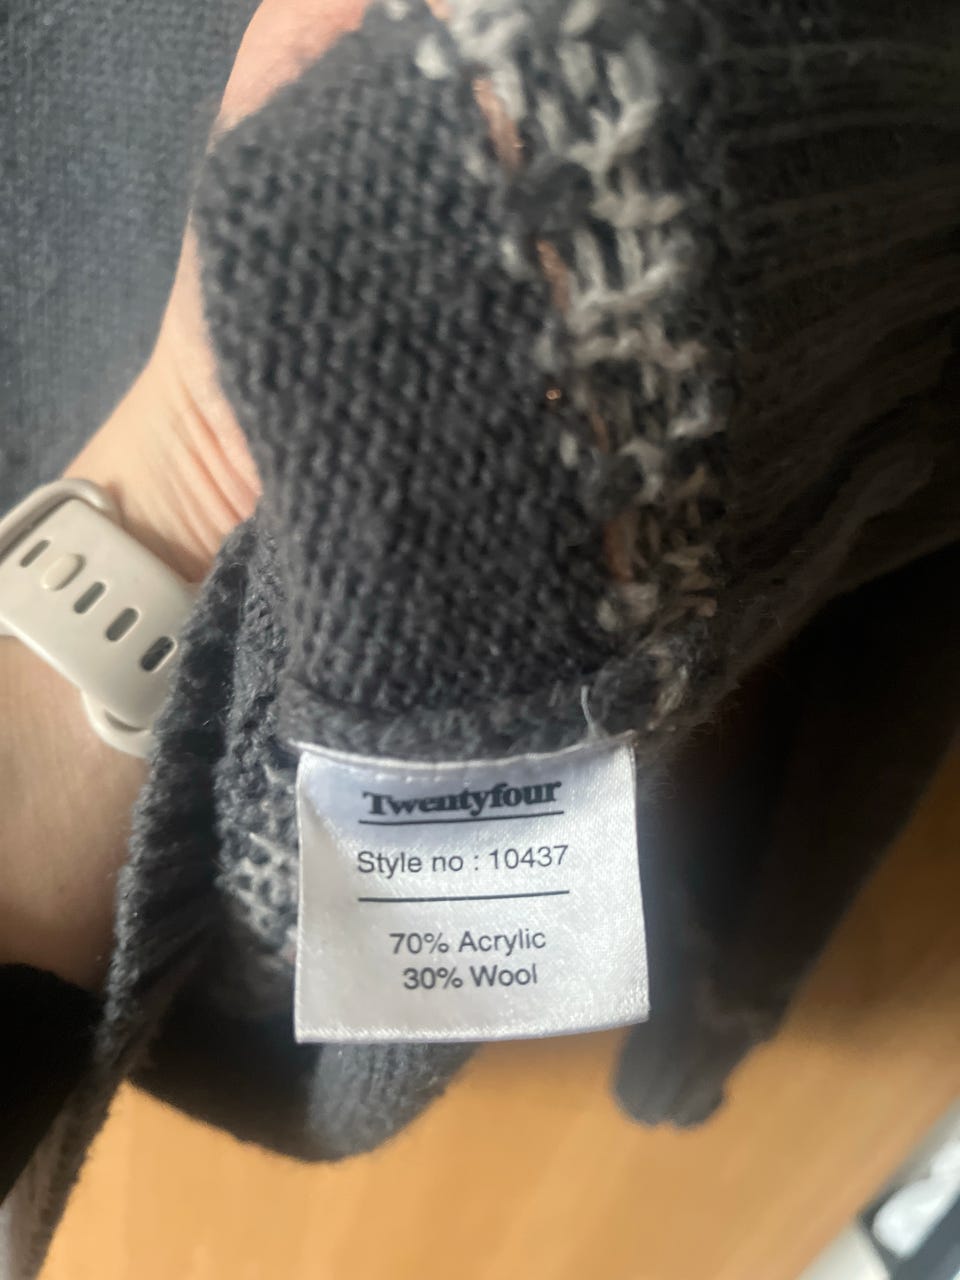 Twentyfour
Style no : 10437
70% Acrylic
30% Wool